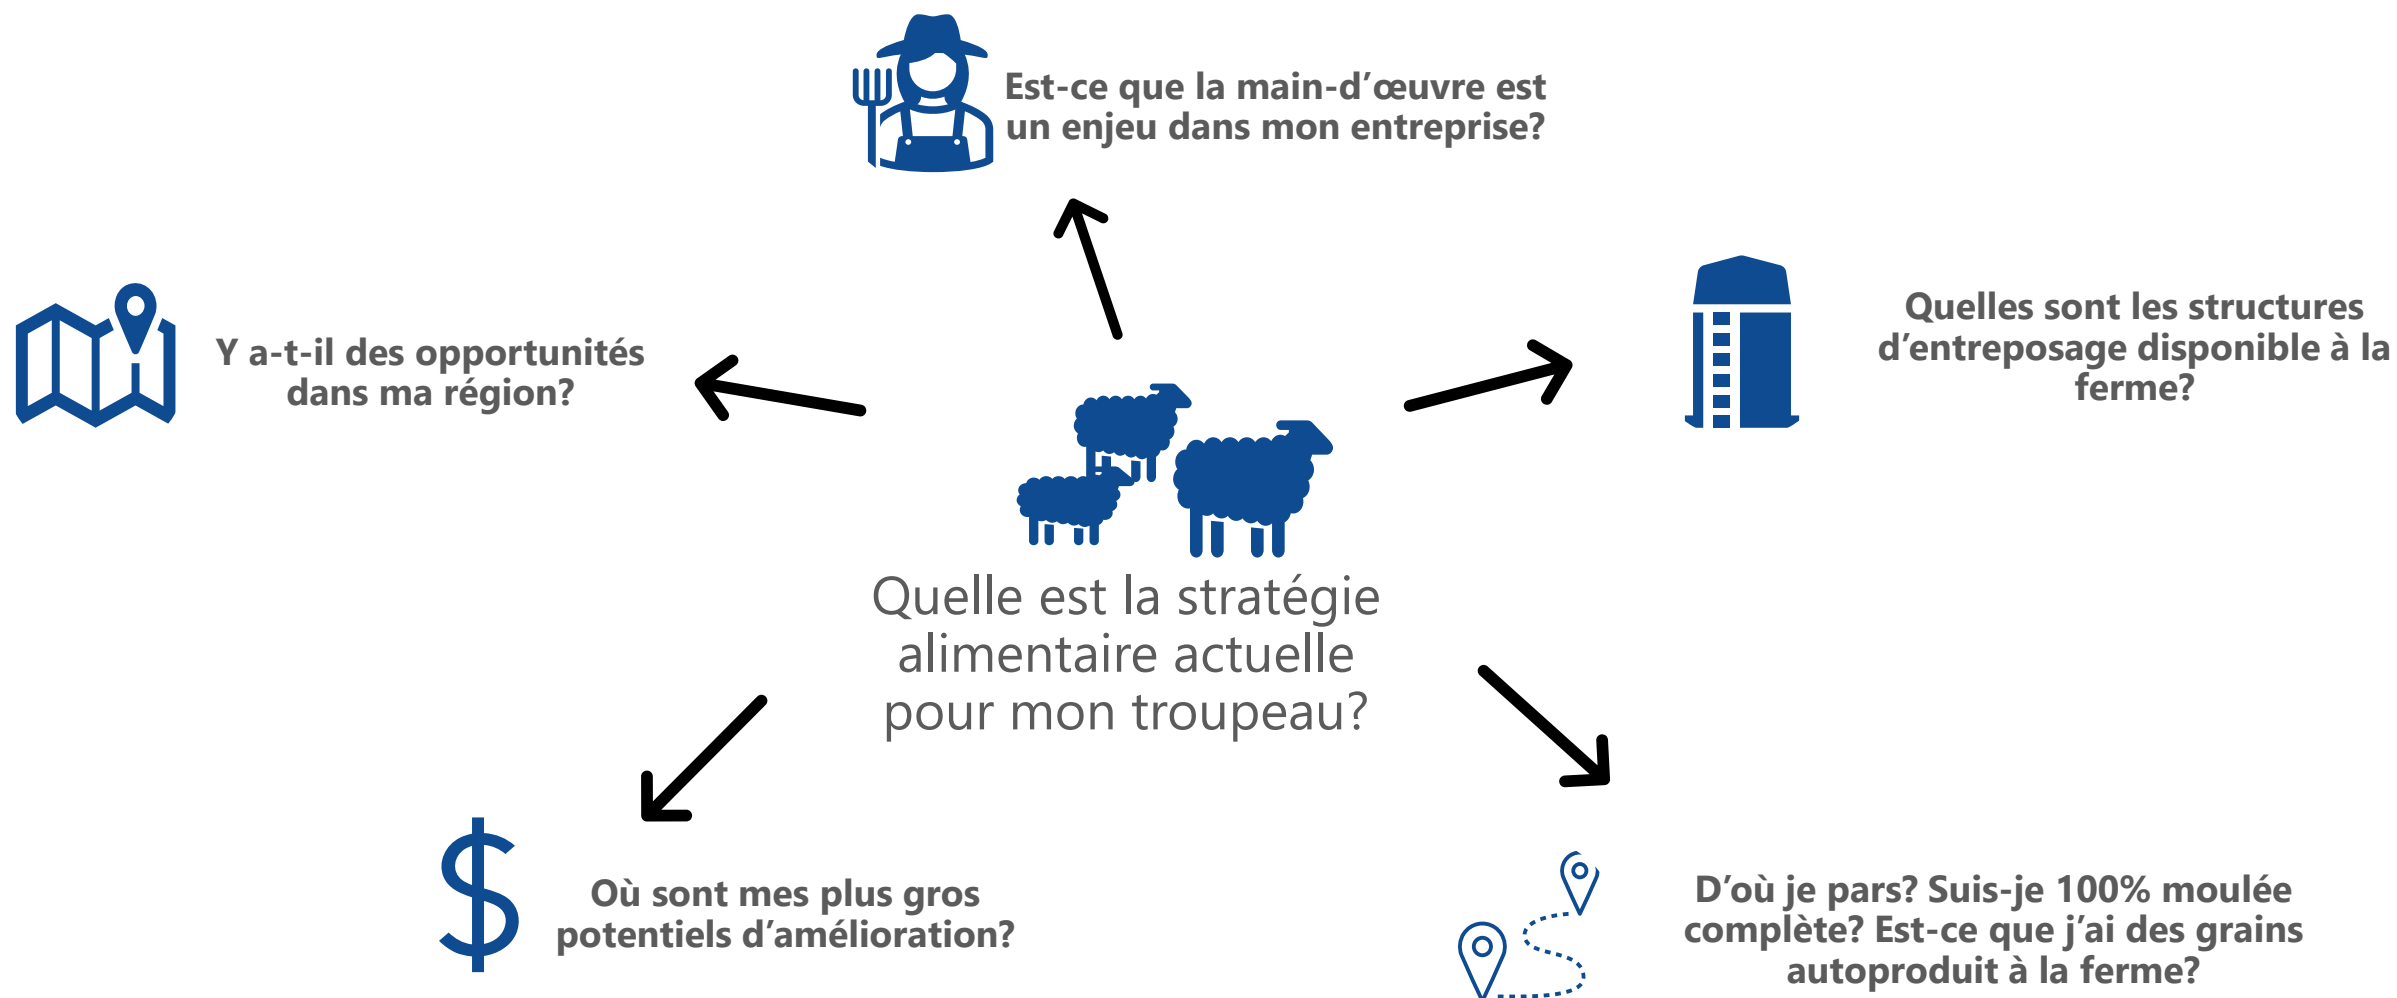 Est-ce que la main-d’œuvre est
un enjeu dans mon entreprise?
Y a-t-il des opportunités
dans ma région?
Quelles sont les structures
d’entreposage disponible à la
ferme?
Quelle est la stratégie
alimentaire actuelle
pour mon troupeau?
Où sont mes plus gros
potentiels d’amélioration?
D’où je pars? Suis-je 100% moulée
complète? Est-ce que j’ai des grains
autoproduit à la ferme?